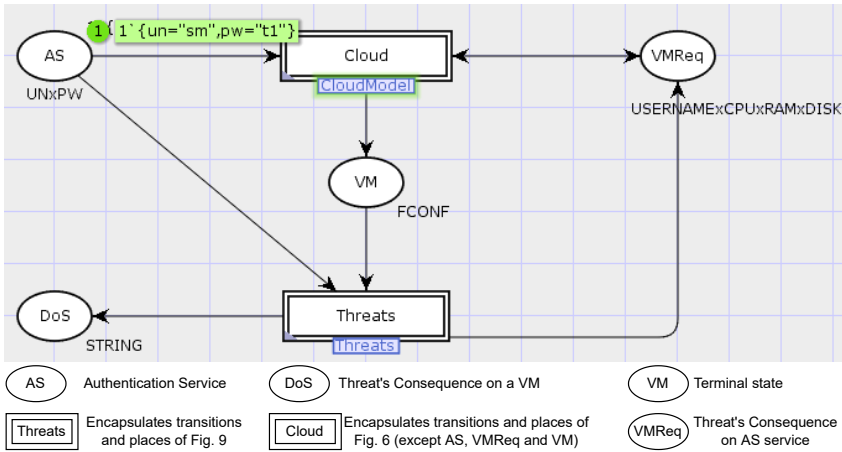 1`{
1 1`{un="sm",pw="t1"}
AS
Cloud
VMReq
UNxPW
CloudModel
USERNAMExCPUxRAMxDISK
VM
FCONF
DoS
Threats
STRING
Threats
AS Authentication Service
DoS Threat's Consequence on a VM
VM Terminal state
Threats Encapsulates transitions
and places of Fig. 9
Cloud Encapsulates transitions and places of
Fig. 6 (except AS, VMReq and VM)
VMReq Threat's Consequence
on AS service